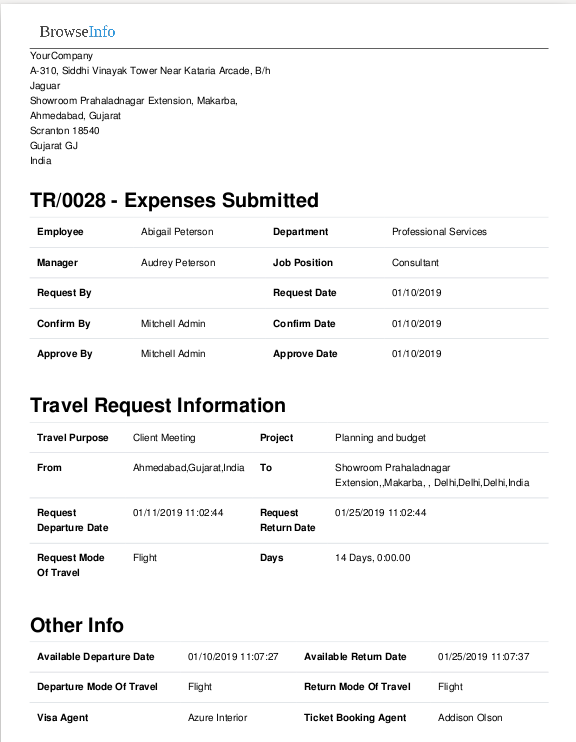 BrowseInfo
YourCompany
A-310, Siddhi Vinayak Tower Near Kataria Arcade, B/h
Jaguar
Showroom Prahaladnagar Extension, Makarba,
Ahmedabad, Gujarat
Scranton 18540
Gujarat GJ
India
TR/0028 - Expenses Submitted
Employee Abigail Peterson Department Professional Services
Manager Audrey Peterson Job Position Consultant
Request By Request Date 01/10/2019
Confirm By Mitchell Admin Confirm Date 01/10/2019
Approve By Mitchell Admin Approve Date 01/10/2019
Travel Request Information
Travel Purpose Client Meeting Project Planning and budget
From Ahmedabad,Gujarat,India To Showroom Prahaladnagar
Extension,,Makarba, , Delhi,Delhi,Delhi,India
Request 01/11/2019 11:02:44 Request 01/25/2019 11:02:44
Departure Date Return Date
Request Mode Flight Days 14 Days, 0:00.00
Of Travel
Other Info
Available Departure Date 01/10/2019 11:07:27 Available Return Date 01/25/2019 11:07:37
Departure Mode Of Travel Flight Return Mode Of Travel Flight
Visa Agent Azure Interior Ticket Booking Agent Addison Olson